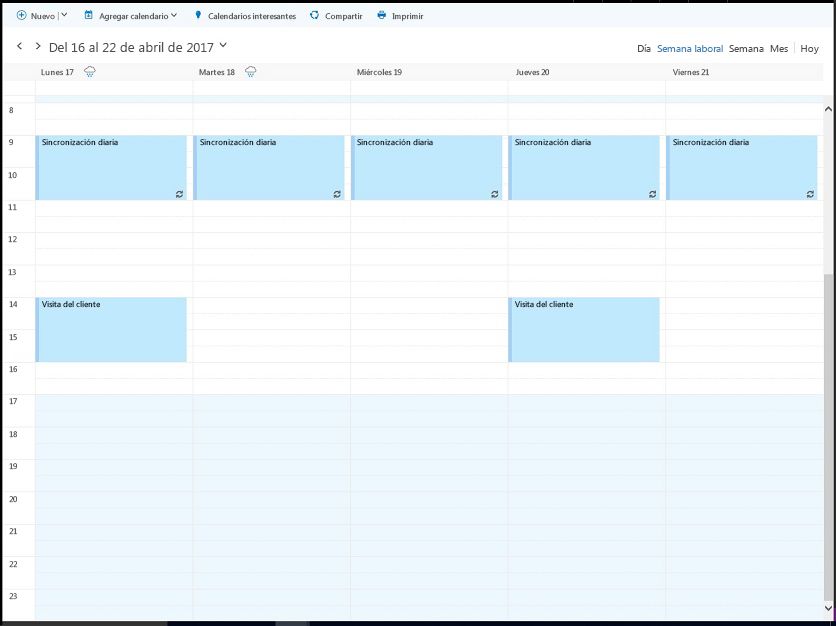 Nuevo Agregar calendario Calendarios interesantes Compartir Imprimir
Del 16 al 22 de abril de 2017
Día Semana laboral Semana Mes Hoy
Lunes 17 Martes 18 Miércoles 19 Jueves 20 Viernes 21
8
9 Sincronización diaria Sincronización diaria Sincronización diaria Sincronización diaria Sincronización diaria
10
11
12
13
14 Visita del cliente Visita del cliente
15
16
17
18
19
20
21
22
23